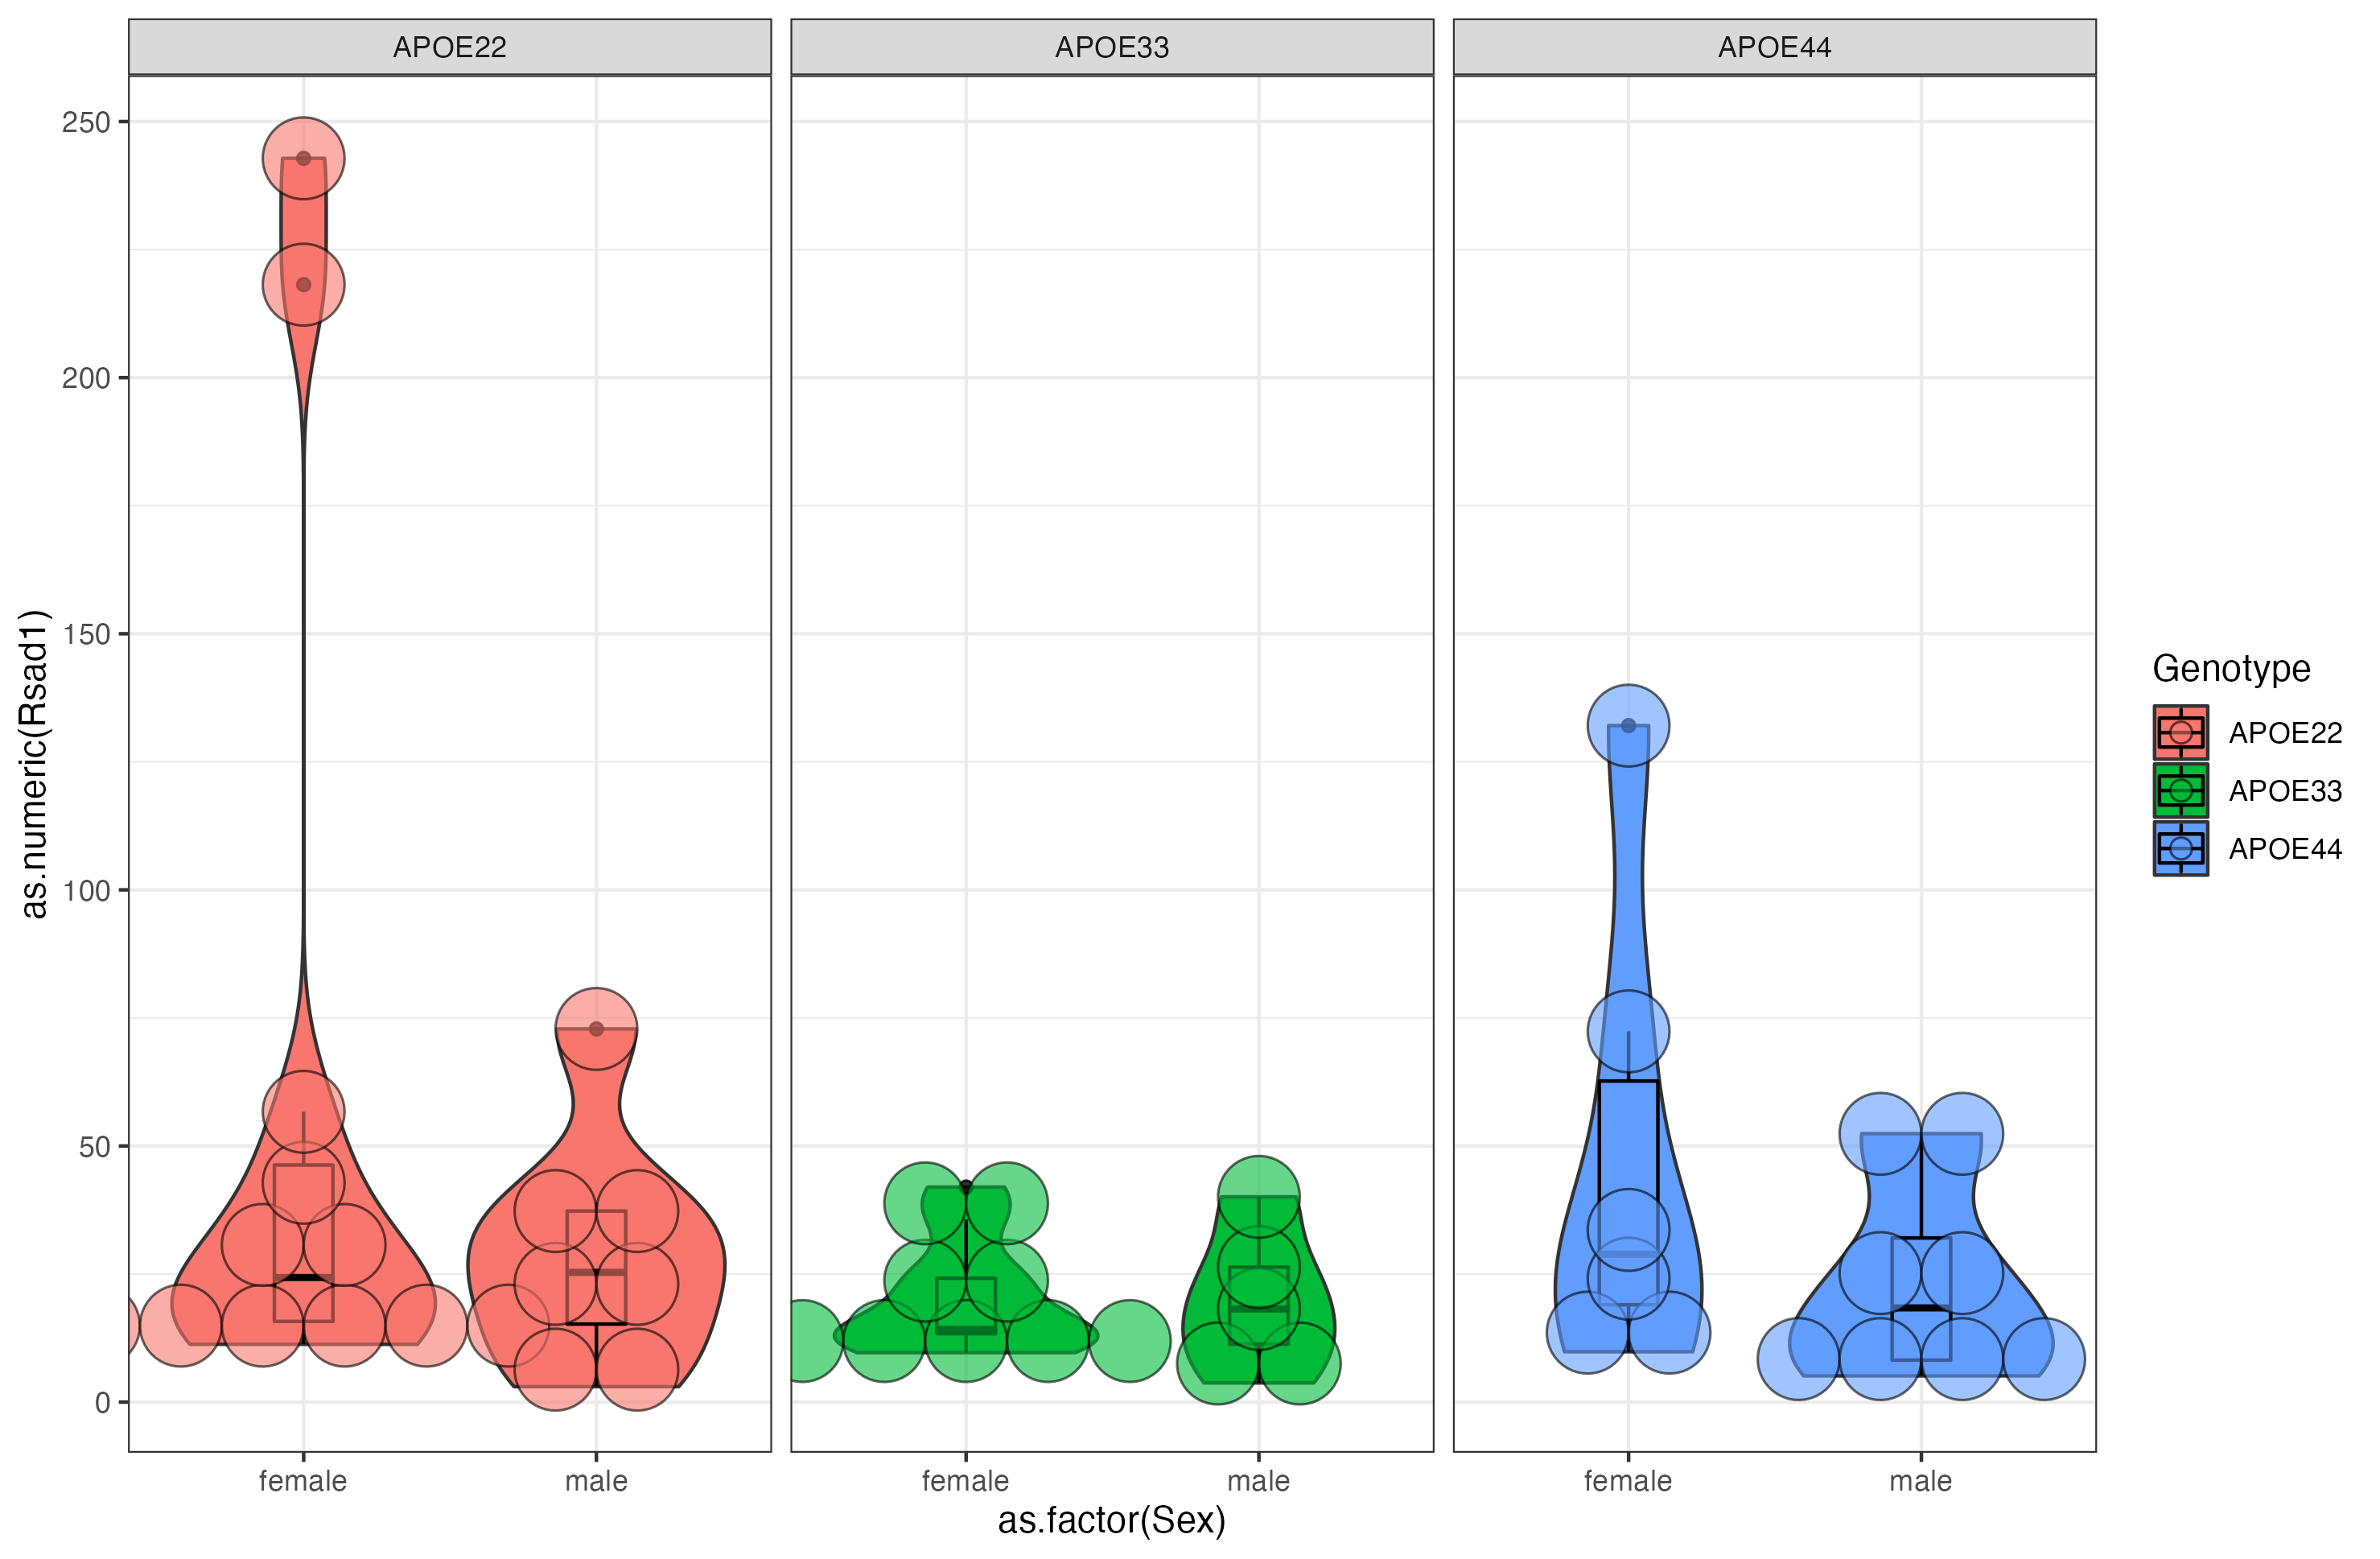 APOE22 APOE33 APOE44
250
200
150
100
50
0
as.numeric(Rsad1)
female male female male female male
as.factor(Sex)
Genotype
APOE22
APOE33
APOE44